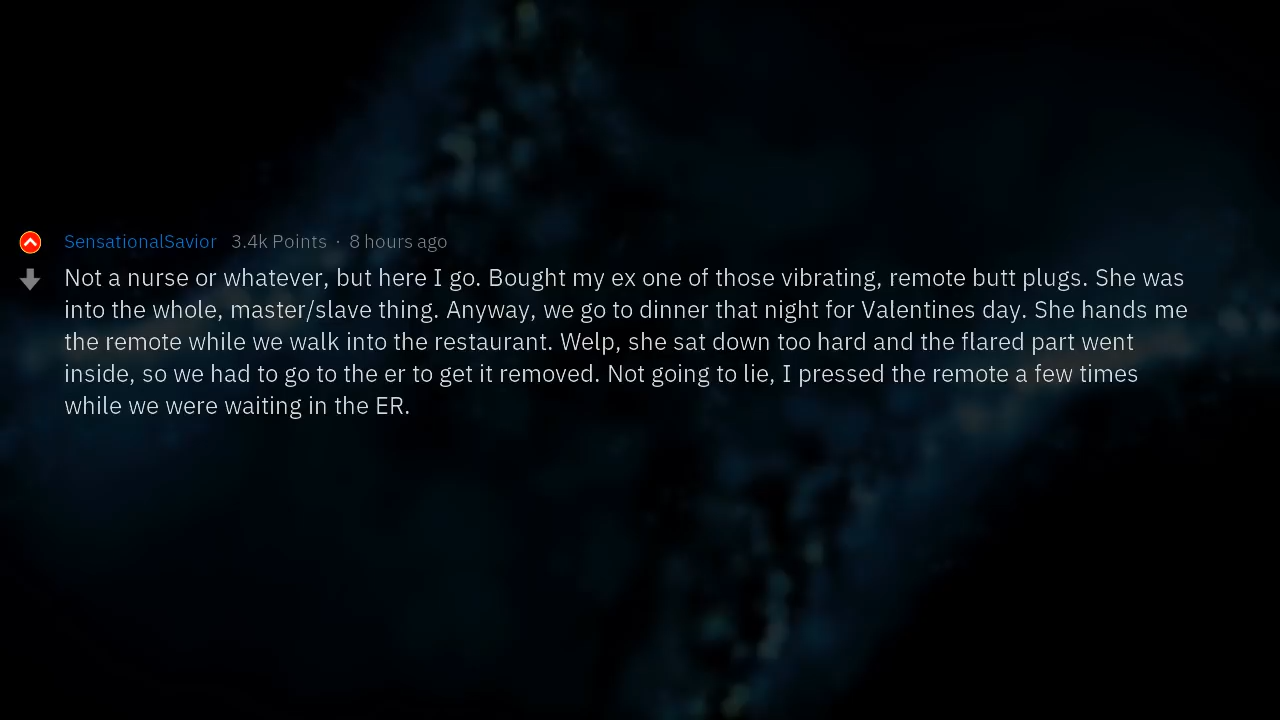 SensationalSavior 3.4k Points · 8 hours ago
Not a nurse or whatever, but here I go. Bought my ex one of those vibrating, remote butt plugs. She was
into the whole, master/slave thing. Anyway, we go to dinner that night for Valentines day. She hands me
the remote while we walk into the restaurant. Welp, she sat down too hard and the flared part went
inside, so we had to go to the er to get it removed. Not going to lie, I pressed the remote a few times
while we were waiting in the ER.